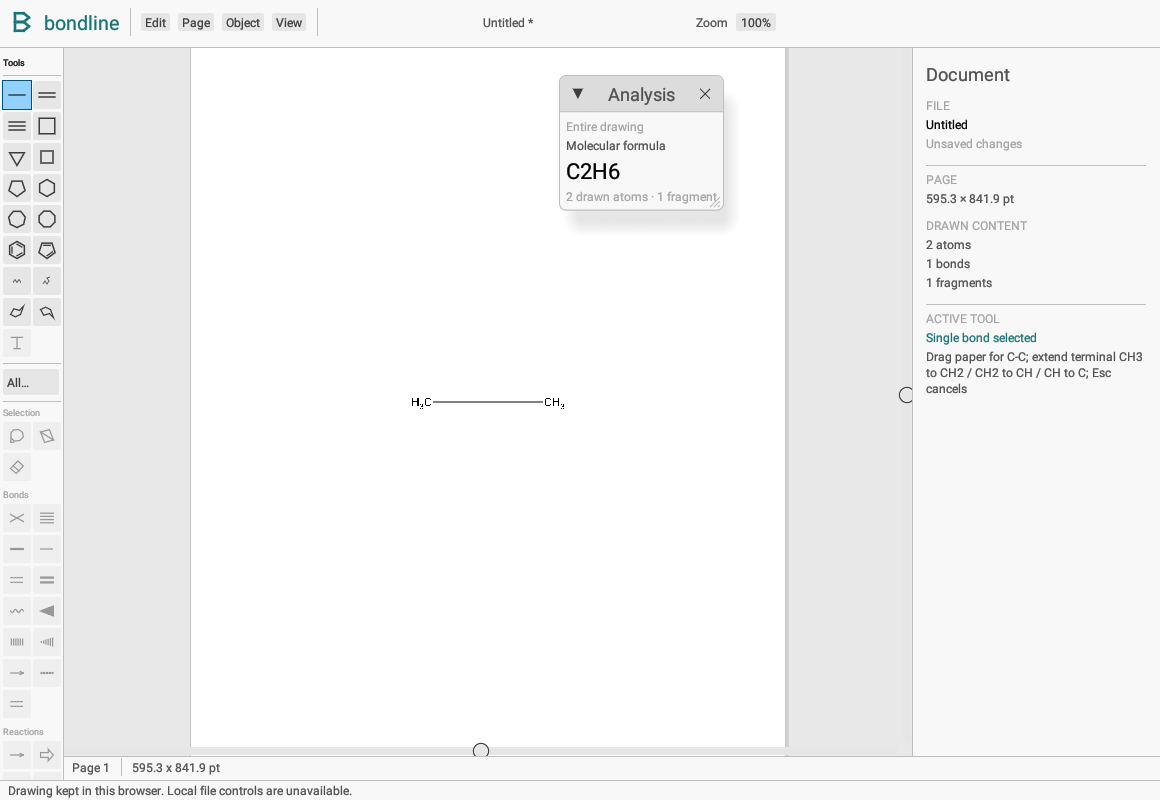 bondline
Edit Page Object View
Untitled *
Zoom 100%
Tools
All...
Selection
Bonds
Reactions
Analysis
Entire drawing
Molecular formula
C2H6
2 drawn atoms · 1 fragment
H3C CH3
Document
FILE
Untitled
Unsaved changes
PAGE
595.3 × 841.9 pt
DRAWN CONTENT
2 atoms
1 bonds
1 fragments
ACTIVE TOOL
Single bond selected
Drag paper for C-C; extend terminal CH3
to CH2 / CH2 to CH / CH to C; Esc
cancels
Page 1 595.3 x 841.9 pt
Drawing kept in this browser. Local file controls are unavailable.